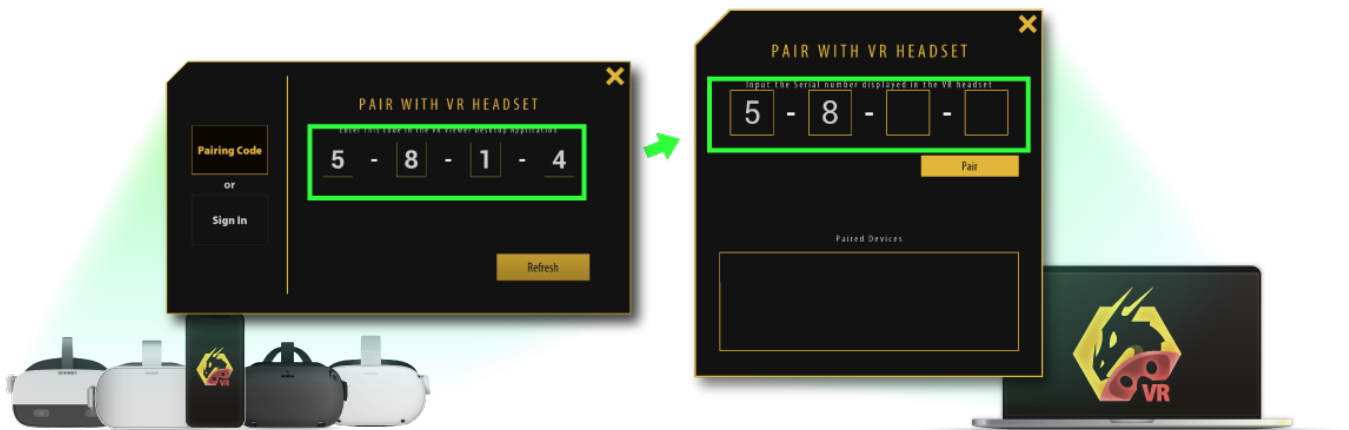 PAIR WITH VR HEADSET
Enter this code in the VR Viewer Desktop Application
Pairing Code
5 - 8 - 1 - 4
or
Sign In
Refresh
PAIR WITH VR HEADSET
Input the Serial number displayed in the VR headset
5 - 8 - -
Pair
Paired Devices
VR
VR